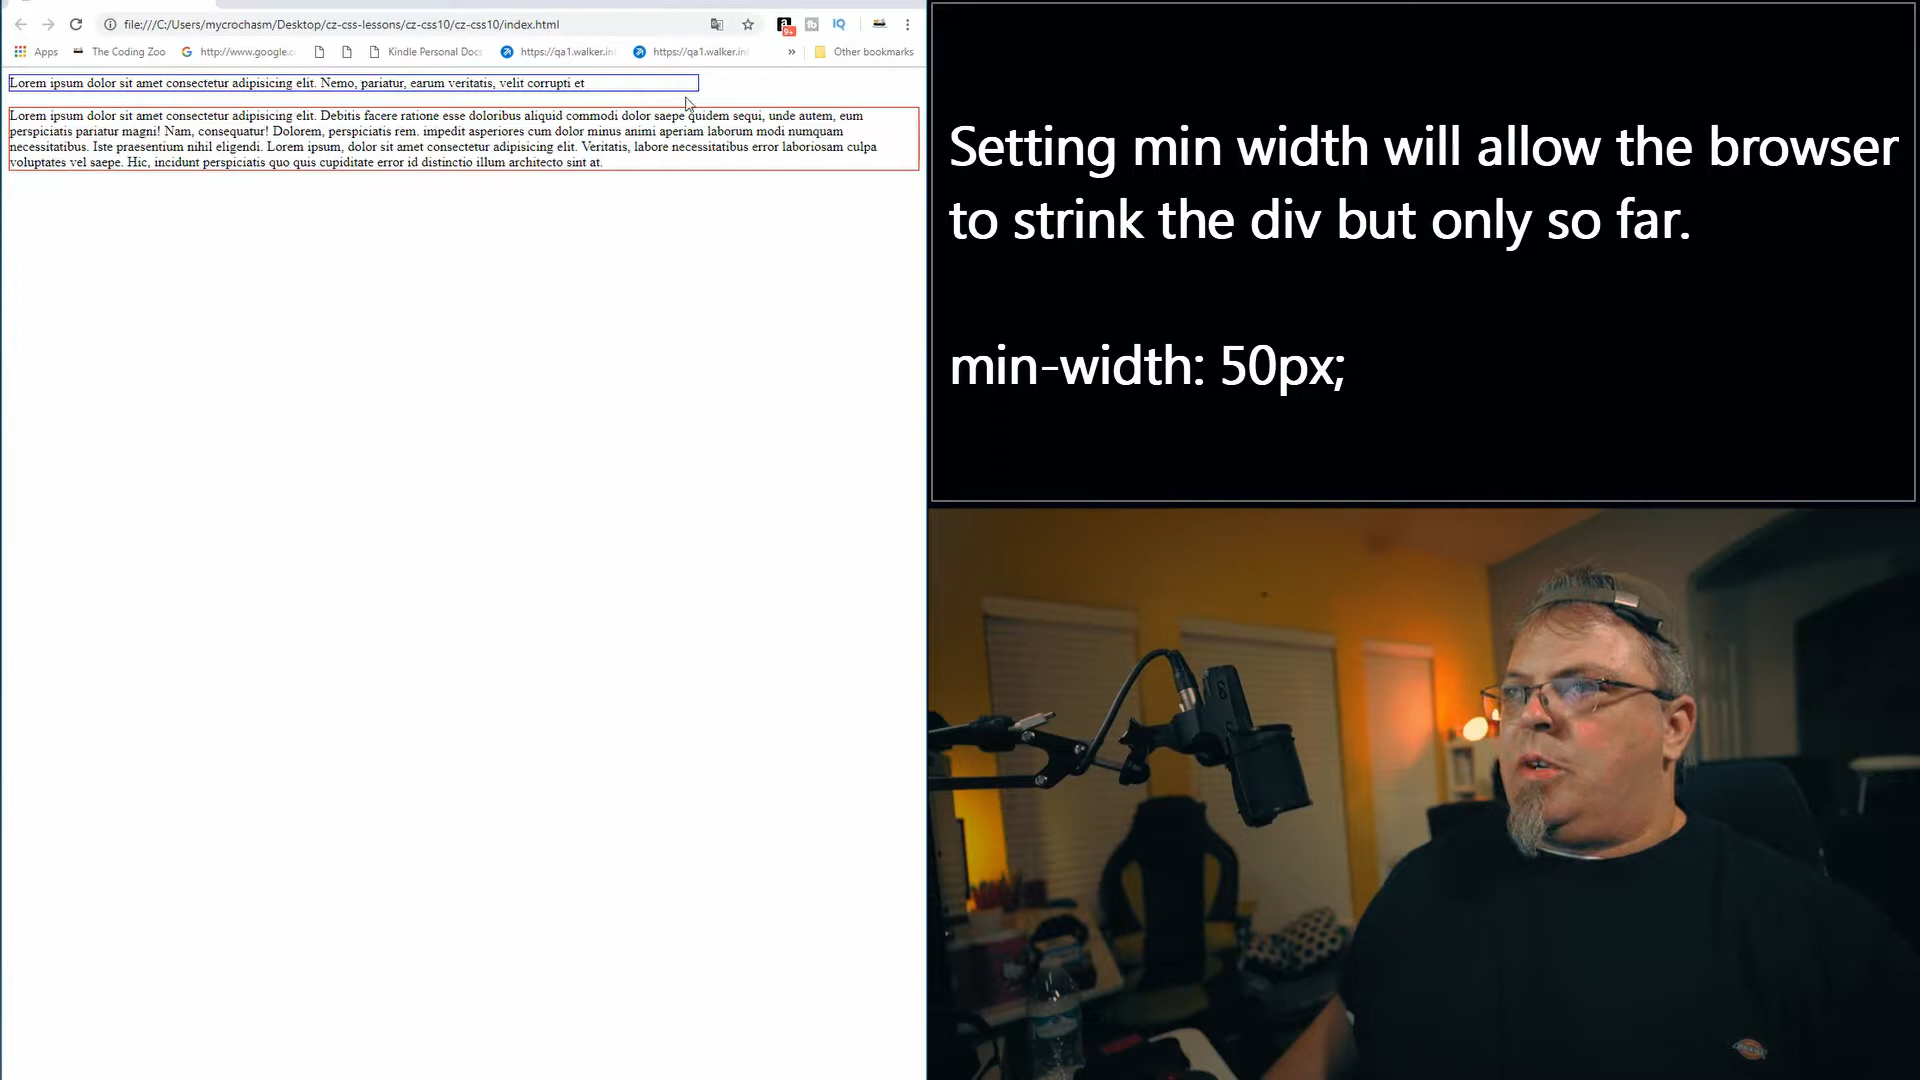 file:///C:/Users/mycrochasm/Desktop/cz-css-lessons/cz-css10/cz-css10/index.html
9+
IQ
Apps
The Coding Zoo
http://www.google.c
Kindle Personal Doc
https://qa1.walker.in
https://qa1.walker.in
»
Other bookmarks
Lorem ipsum dolor sit amet consectetur adipisicing elit. Nemo, pariatur, earum veritatis, velit corrupti et
Lorem ipsum dolor sit amet consectetur adipisicing elit. Debitis facere ratione esse doloribus aliquid commodi dolor saepe quidem sequi, unde autem, eum
perspiciatis pariatur magni! Nam, consequatur! Dolorem, perspiciatis rem. impedit asperiores cum dolor minus animi aperiam laborum modi numquam
necessitatibus. Iste praesentium nihil eligendi. Lorem ipsum, dolor sit amet consectetur adipisicing elit. Veritatis, labore necessitatibus error laboriosam culpa
voluptates vel saepe. Hic, incidunt perspiciatis quo quis cupiditate error id distinctio illum architecto sint at.
Setting min width will allow the browser
to strink the div but only so far.
min-width: 50px;